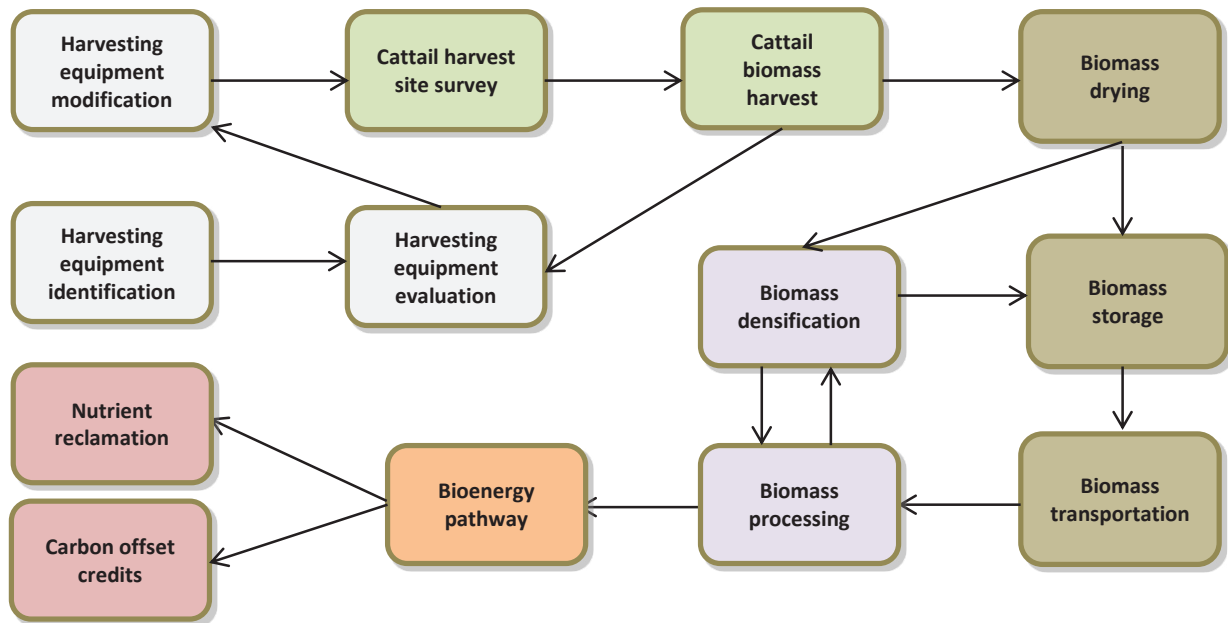 Harvesting
equipment
modification
Cattail harvest
site survey
Cattail
biomass
harvest
Biomass
drying
Harvesting
equipment
identification
Harvesting
equipment
evaluation
Biomass
densification
Biomass
storage
Nutrient
reclamation
Bioenergy
pathway
Biomass
processing
Biomass
transportation
Carbon offset
credits